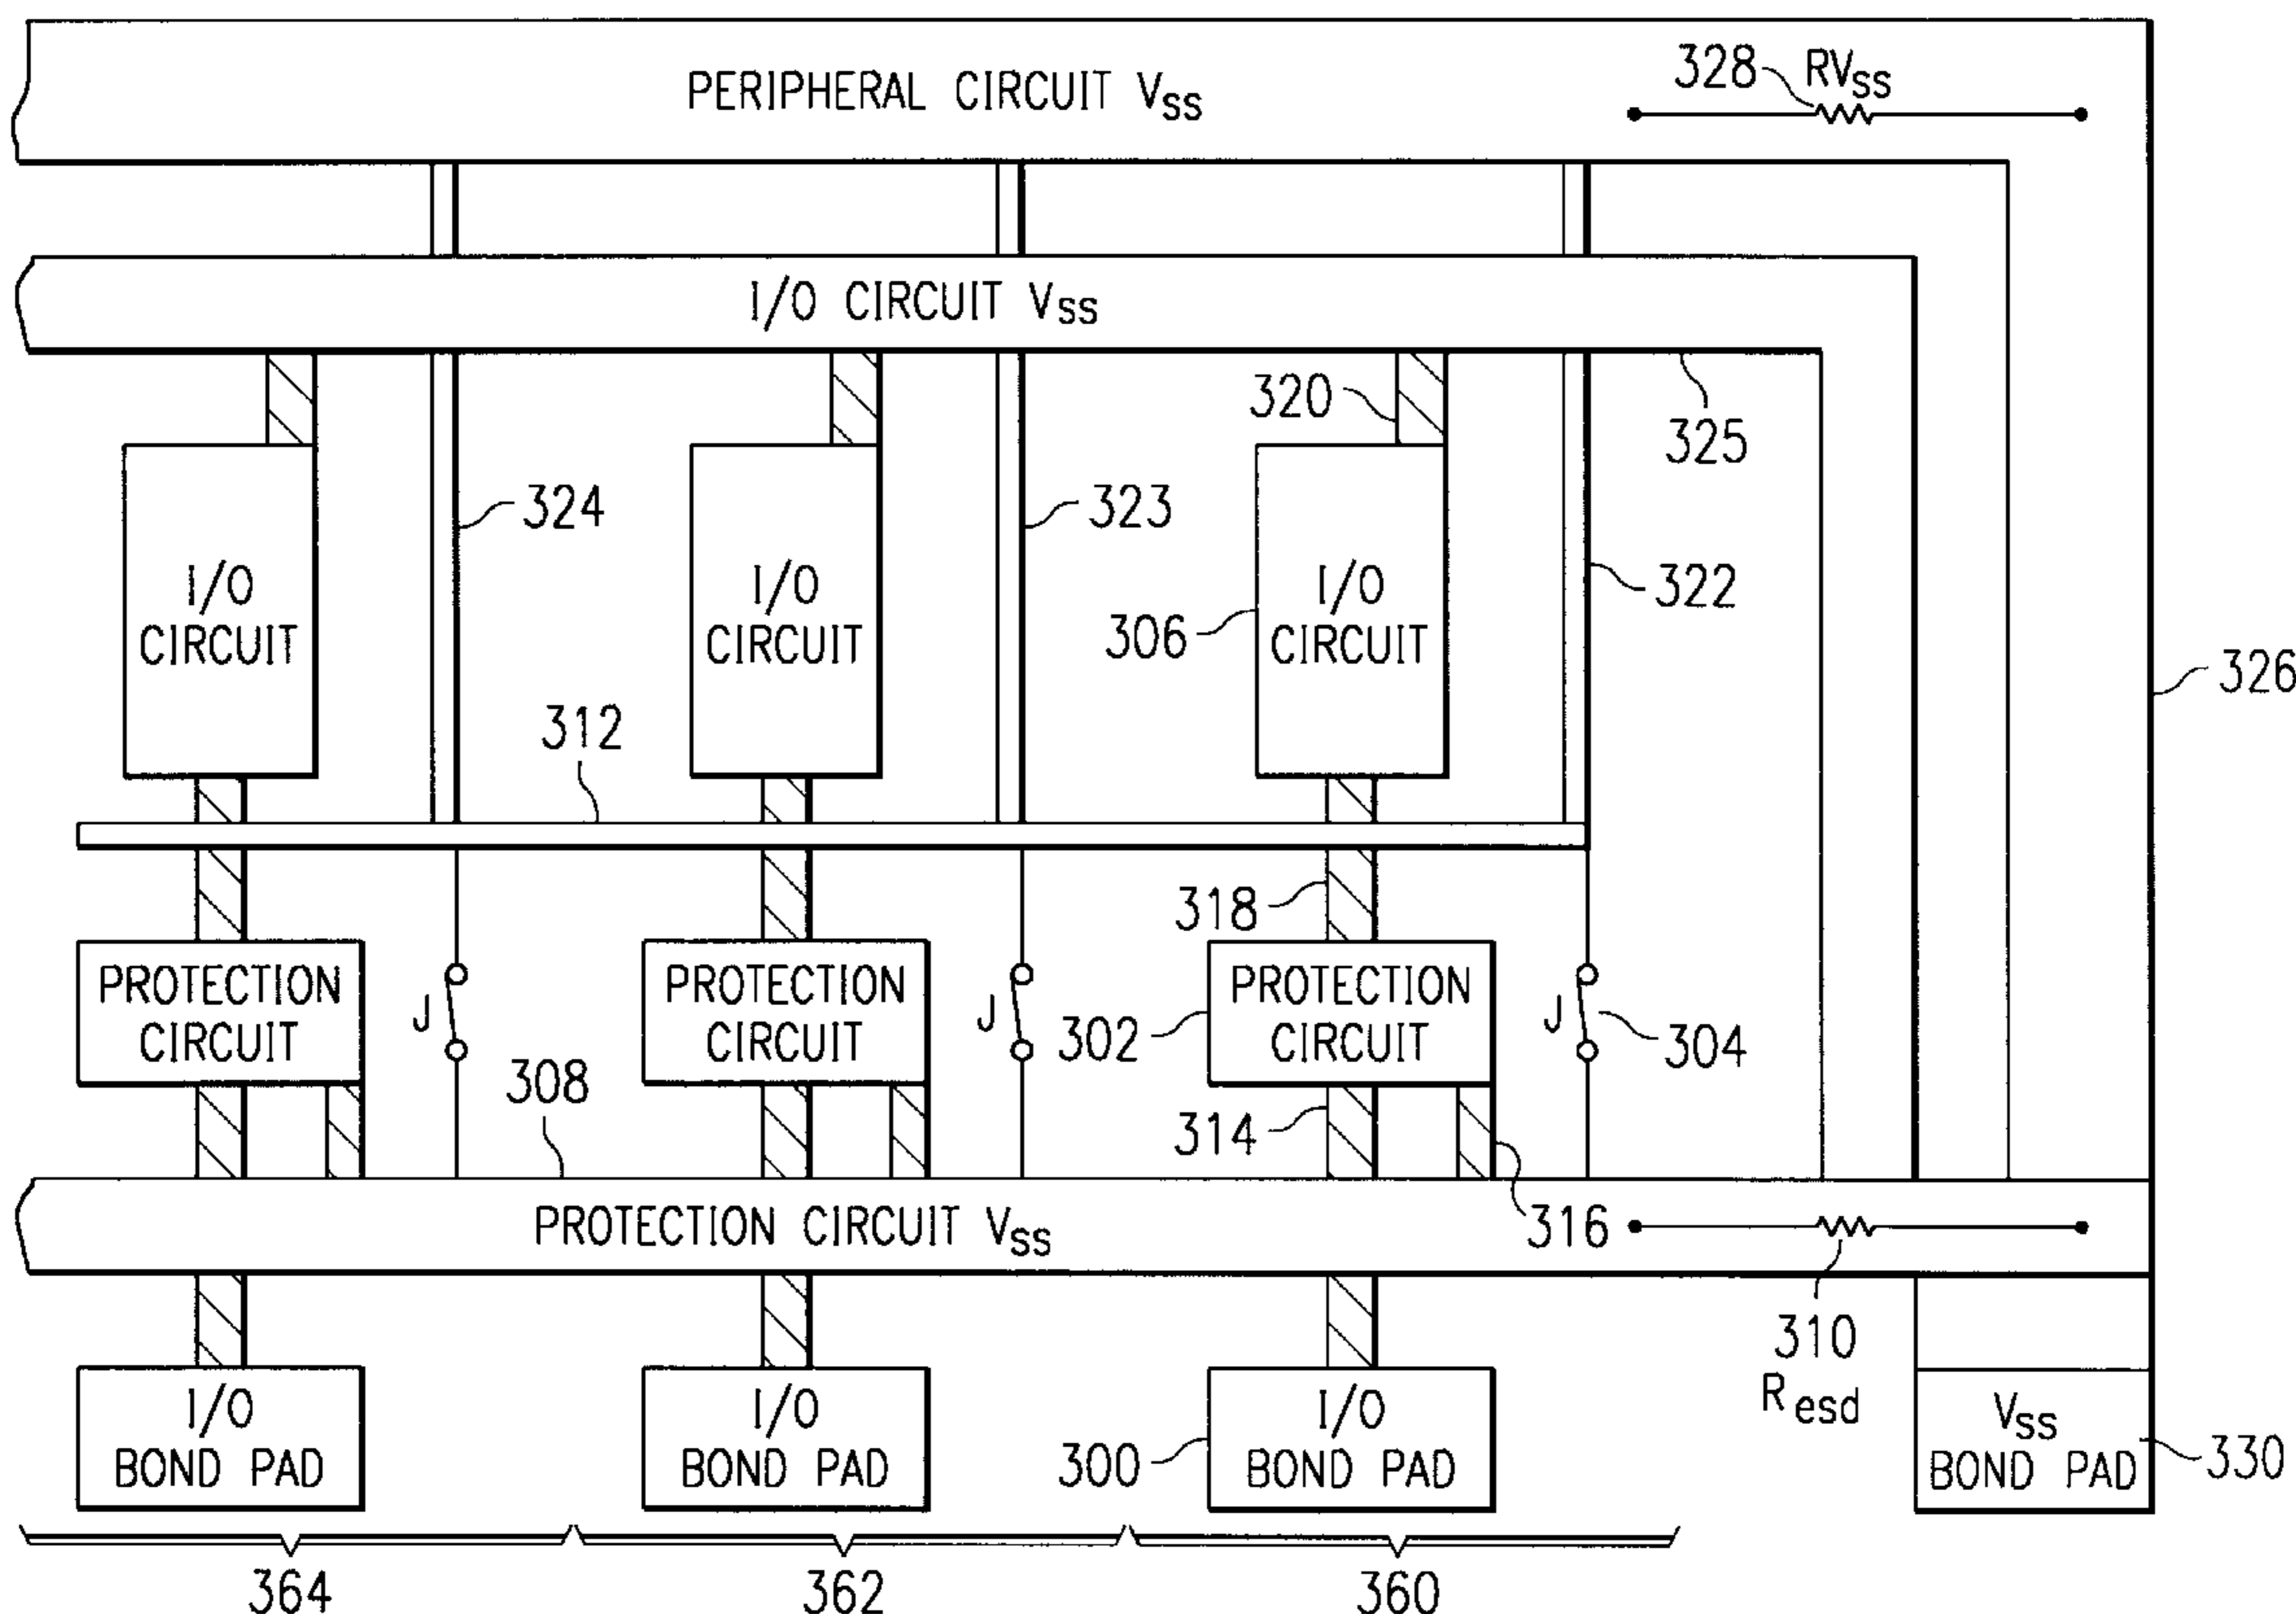 328
RVSS
PERIPHERAL CIRCUIT VSS
I/O CIRCUIT VSS
320
325
324
323
322
I/O
CIRCUIT
I/O
CIRCUIT
306
I/O
CIRCUIT
326
312
318
PROTECTION
CIRCUIT
J
PROTECTION
CIRCUIT
J
302
PROTECTION
CIRCUIT
J
304
308
314
316
PROTECTION CIRCUIT VSS
310
Resd
I/O
BOND PAD
I/O
BOND PAD
300
I/O
BOND PAD
VSS
BOND PAD
330
364
362
360